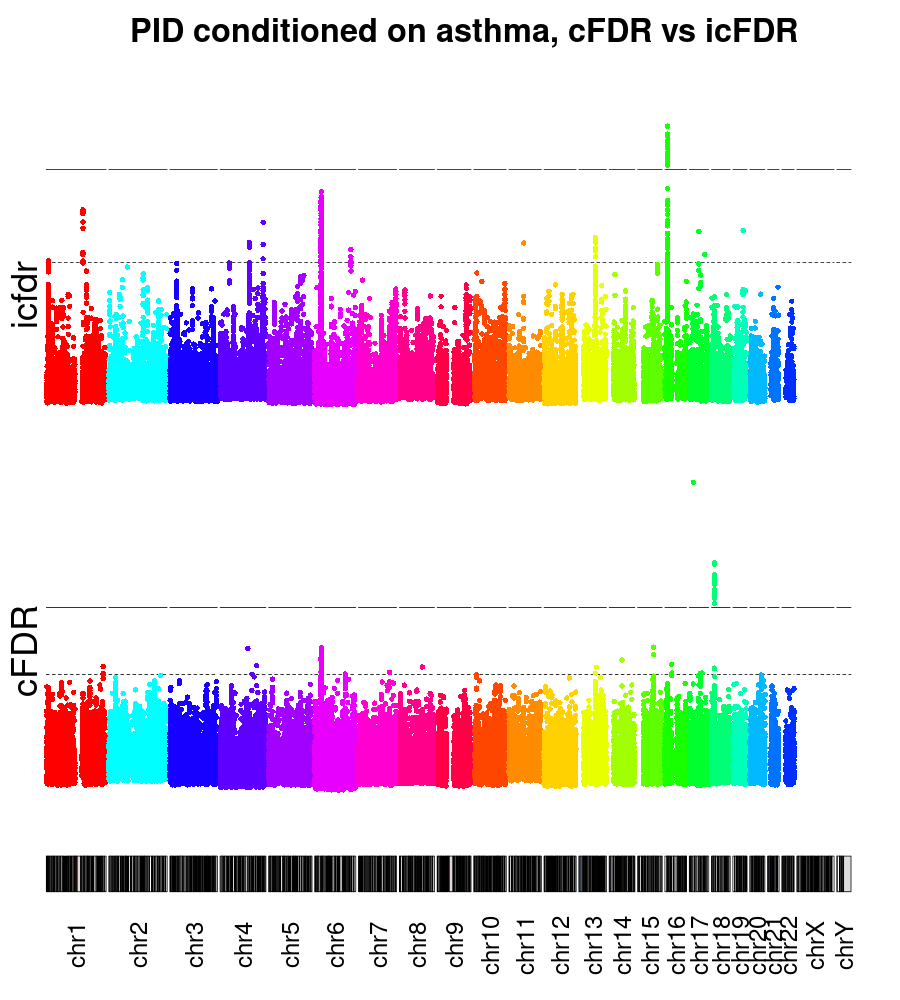 PID conditioned on asthma, cFDR vs icFDR
icfdr
cFDR
chr1
chr2
chr3
chr4
chr5
chr6
chr7
chr8
chr9
chr10
chr11
chr12
chr13
chr14
chr15
chr16
chr17
chr18
chr19
chr20
chr21
chr22
chrX
chrY